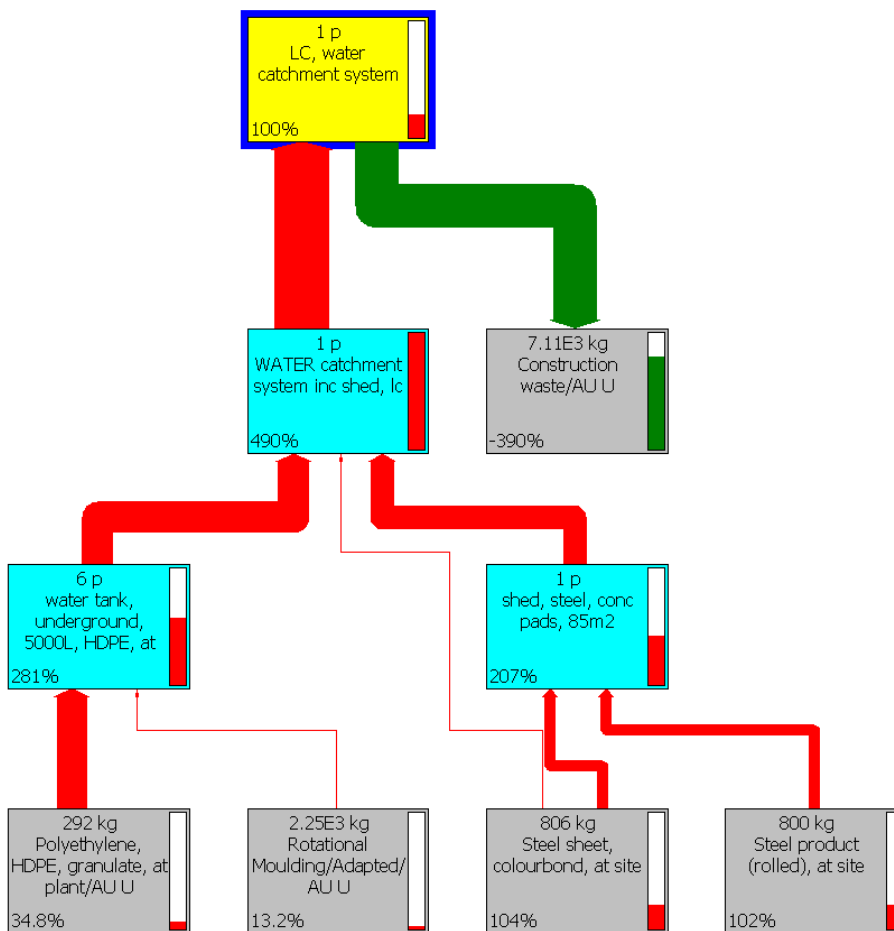 1 p
LC, water
catchment system
100%
1 p
WATER catchment
system inc shed, lc
490%
7.11E3 kg
Construction
waste/AU U
-390%
6 p
water tank,
underground,
5000L, HDPE, at
281%
1 p
shed, steel, conc
pads, 85m2
207%
292 kg
Polyethylene,
HDPE, granulate, at
plant/AU U
34.8%
2.25E3 kg
Rotational
Moulding/Adapted/
AU U
13.2%
806 kg
Steel sheet,
colourbond, at site
104%
800 kg
Steel product
(rolled), at site
102%